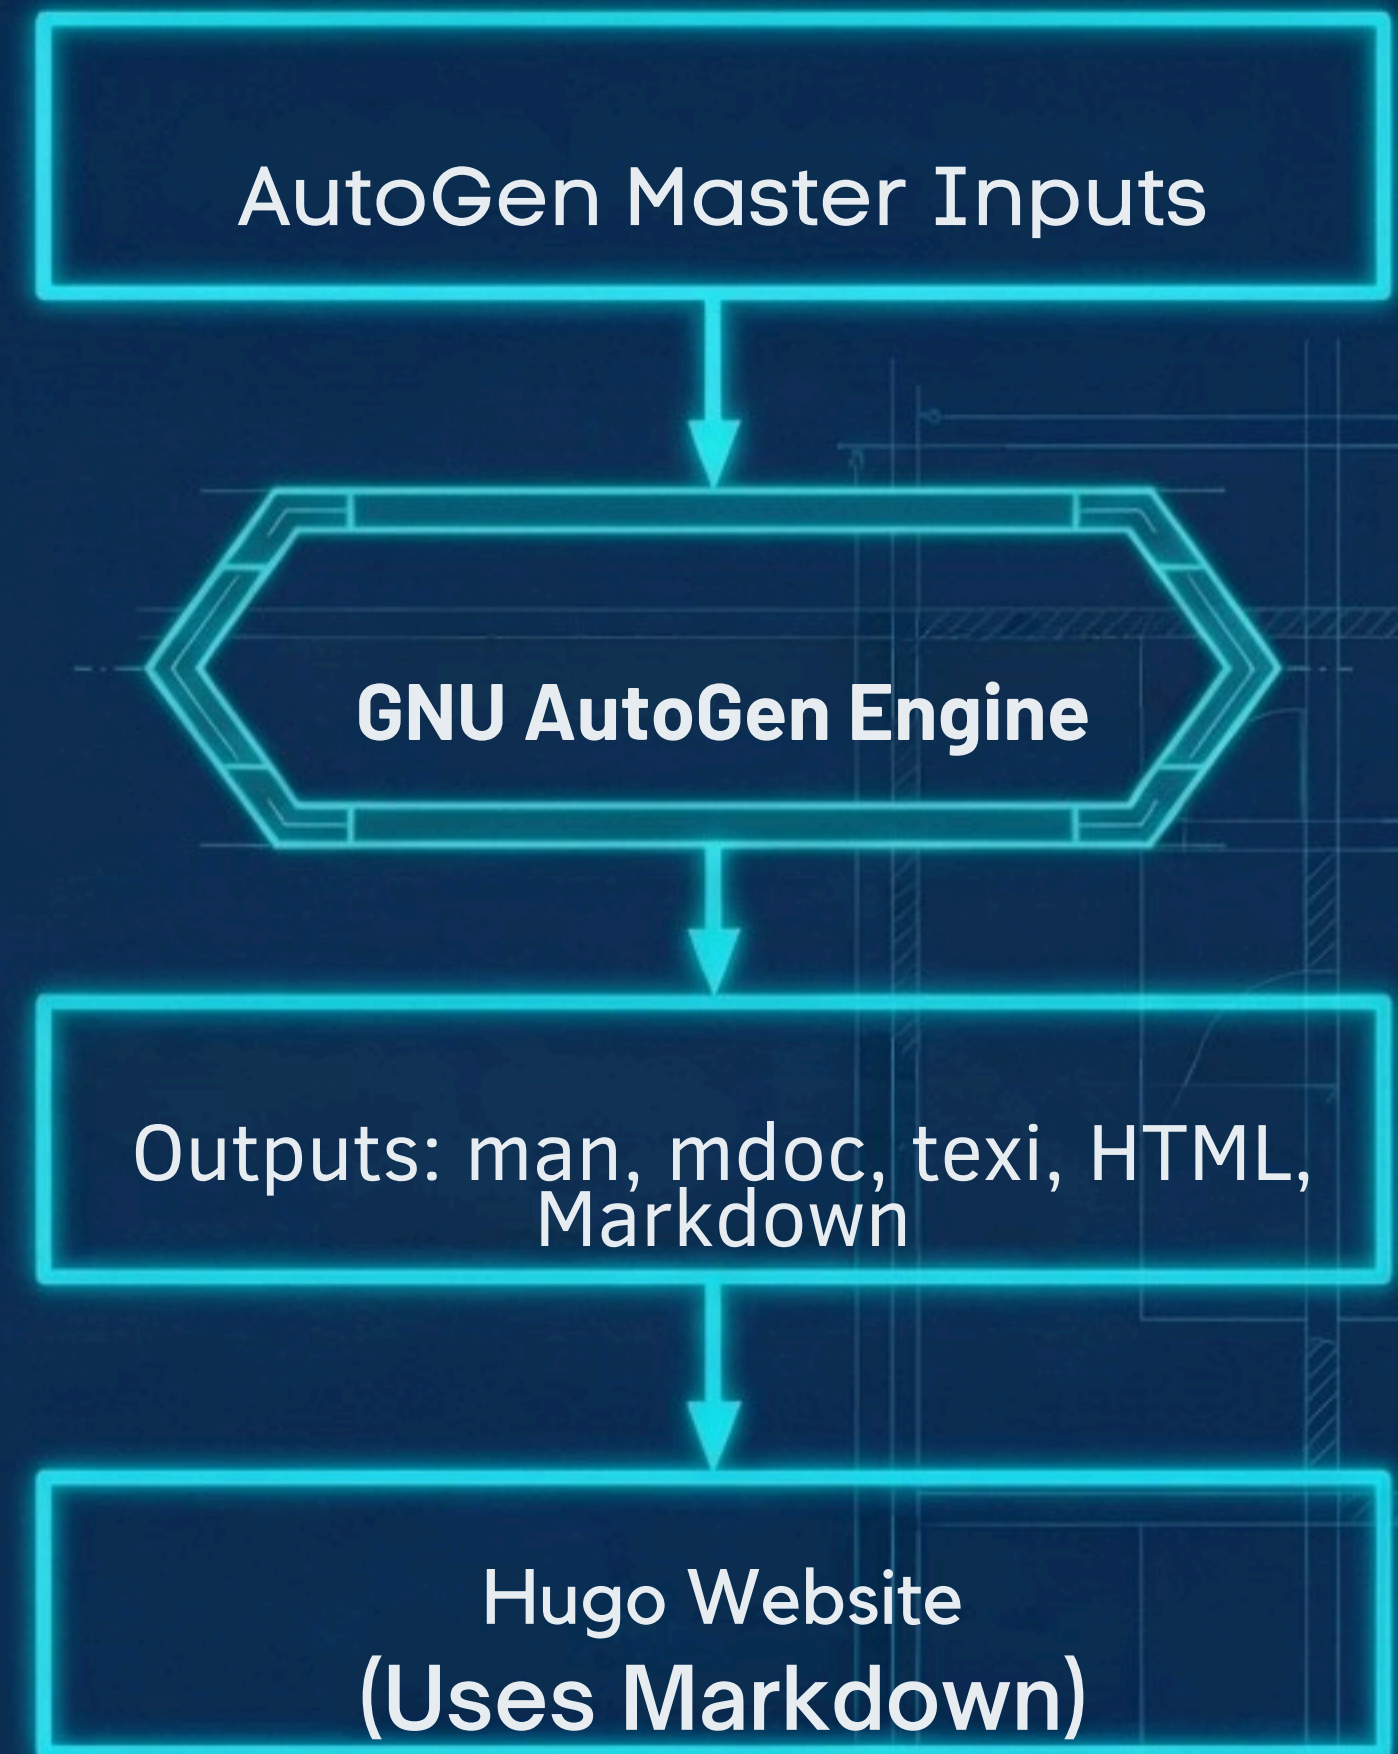 AutoGen Master Inputs
GNU AutoGen Engine
Outputs: man, mdoc, texi, HTML,
Markdown
Hugo Website
(Uses Markdown)